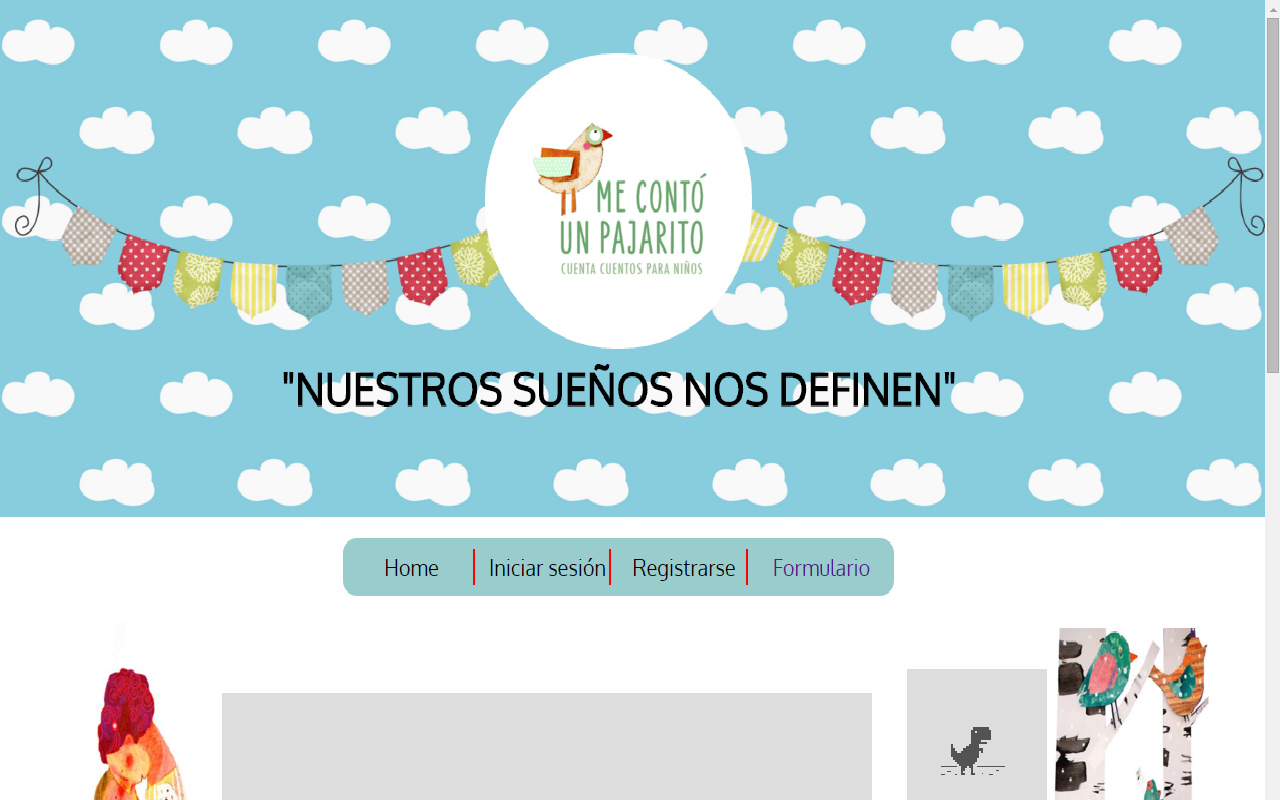 ME CONTÓ
UN PAJARITO
CUENTA CUENTOS PARA NIÑOS
"NUESTROS SUEÑOS NOS DEFINEN"
Home
Iniciar sesión
Registrarse
Formulario